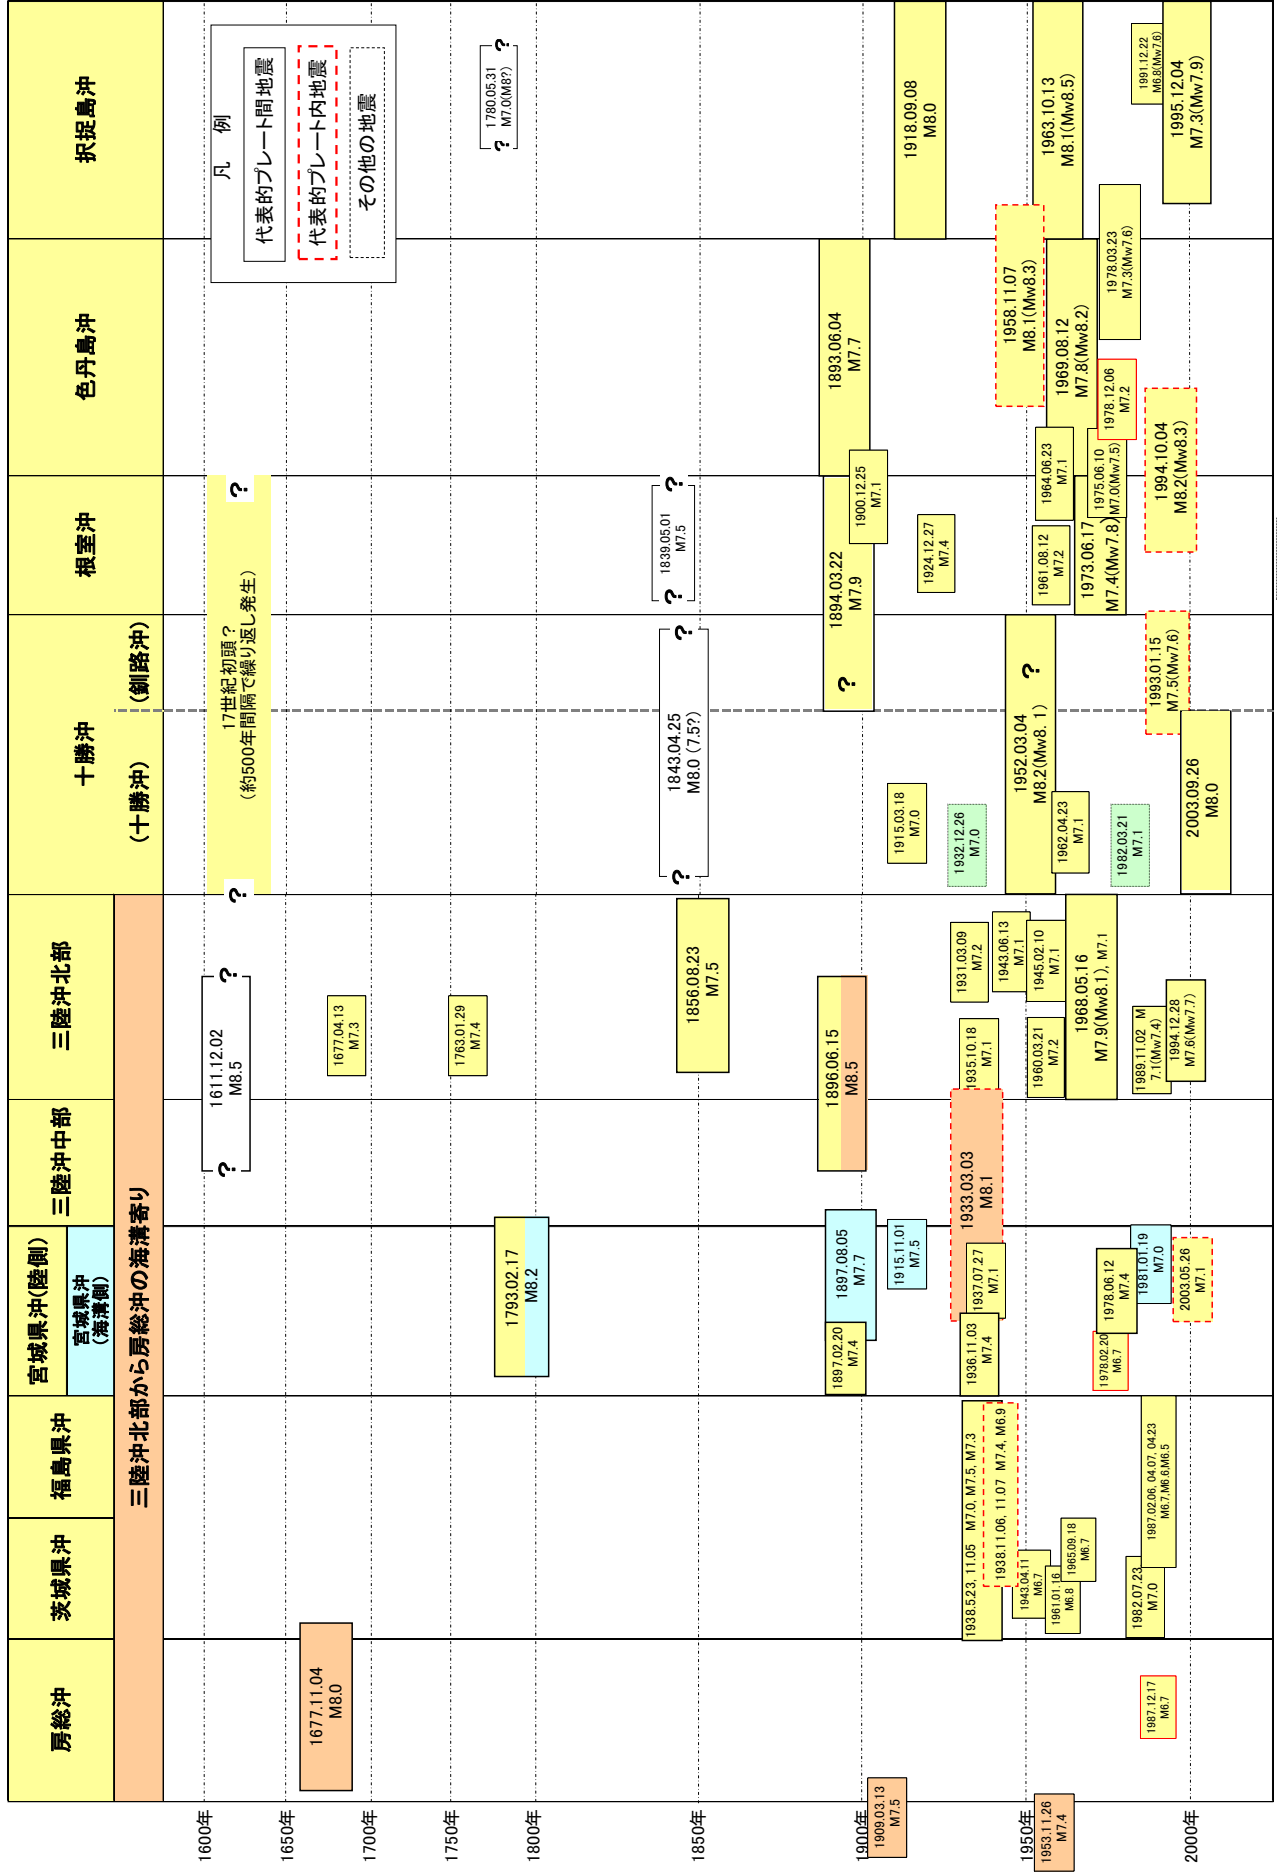 房総沖
茨城県沖
福島県沖
宮城県沖(陸側)
宮城県沖
(海溝側)
三陸沖中部
三陸沖北部
十勝沖
(十勝沖)
(釧路沖)
根室沖
色丹島沖
択捉島沖
三陸沖北部から房総沖の海溝寄り
凡 例
代表的プレート間地震
代表的プレート内地震
その他の地震
1600年
1650年
1700年
1750年
1800年
1850年
1900年
1950年
2000年
1677.11.04
M8.0
1909.03.13
M7.5
1953.11.26
M7.4
1987.12.17
M6.7
1938.5.23, 11.05 M7.0, M7.5, M7.3
1938.11.06, 11.07 M7.4, M6.9
1943.04.11
M6.7
1961.01.16
M6.8
1965.09.18
M6.7
1982.07.23
M7.0
1987.02.06, 04.07, 04.23
M6.7,M6.6,M6.5
1793.02.17
M8.2
1897.08.05
M7.7
1897.02.20
M7.4
1915.11.01
M7.5
1933.03.03
M8.1
1937.07.27
M7.1
1936.11.03
M7.4
1978.06.12
M7.4
1978.02.20
M6.7
1981.01.19
M7.0
2003.05.26
M7.1
? 1611.12.02 ?
M8.5
1677.04.13
M7.3
1763.01.29
M7.4
1856.08.23
M7.5
1896.06.15
M8.5
1931.03.09
M7.2
1935.10.18
M7.1
1943.06.13
M7.1
1945.02.10
M7.1
1960.03.21
M7.2
1968.05.16
M7.9(Mw8.1), M7.1
1989.11.02 M
7.1(Mw7.4)
1994.12.28
M7.6(Mw7.7)
? 17世紀初頭? ?
(約500年間隔で繰り返し発生)
? 1843.04.25 ?
M8.0 (7.5?)
1915.03.18
M7.0
1932.12.26
M7.0
1952.03.04 ?
M8.2(Mw8. 1)
1962.04.23
M7.1
1982.03.21
M7.1
1993.01.15
M7.5(Mw7.6)
2003.09.26
M8.0
? 1839.05.01 ?
M7.5
? 1894.03.22
M7.9
1900.12.25
M7.1
1924.12.27
M7.4
1961.08.12
M7.2
1964.06.23
M7.1
1973.06.17
M7.4(Mw7.8)
1975.06.10
M7.0(Mw7.5)
1994.10.04
M8.2(Mw8.3)
1893.06.04
M7.7
1958.11.07
M8.1(Mw8.3)
1969.08.12
M7.8(Mw8.2)
1978.12.06
M7.2
1978.03.23
M7.3(Mw7.6)
? 1780.05.31 ?
M7.0(M8?)
1918.09.08
M8.0
1963.10.13
M8.1(Mw8.5)
1991.12.22
M6.8(Mw7.6)
1995.12.04
M7.3(Mw7.9)